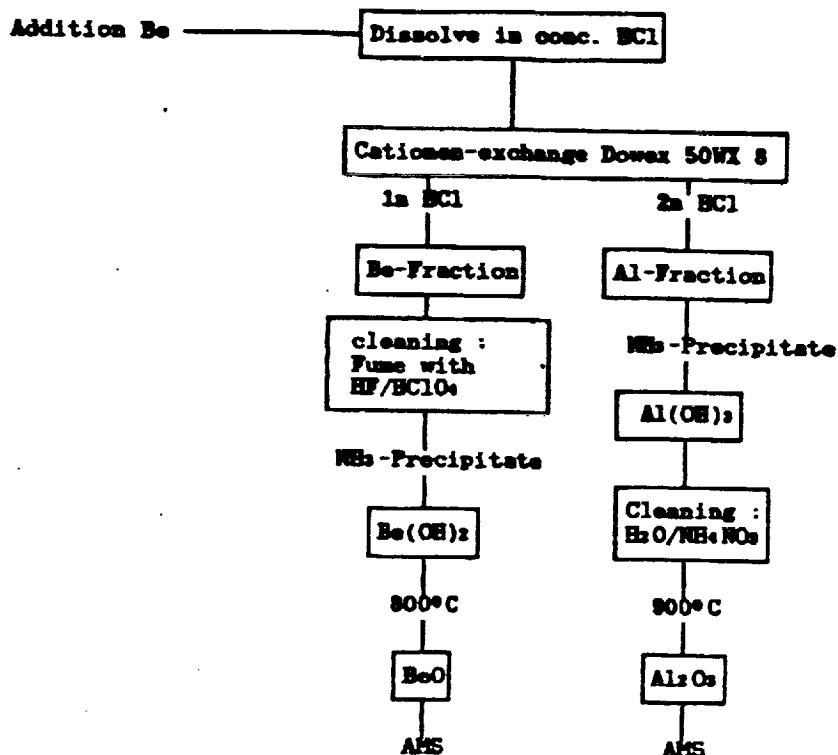 Addition Be
Dissolve in conc. HCl
Cationen-exchange Dowex 50WX 8
1n HCl
2n HCl
Be-Fraction
Al-Fraction
cleaning :
Fume with
HF/HClO₄
NH₃-Precipitate
NH₃-Precipitate
Al(OH)₃
Be(OH)₂
Cleaning :
H₂O/NH₄NO₃
800°C
900°C
BeO
Al₂O₃
AMS
AMS